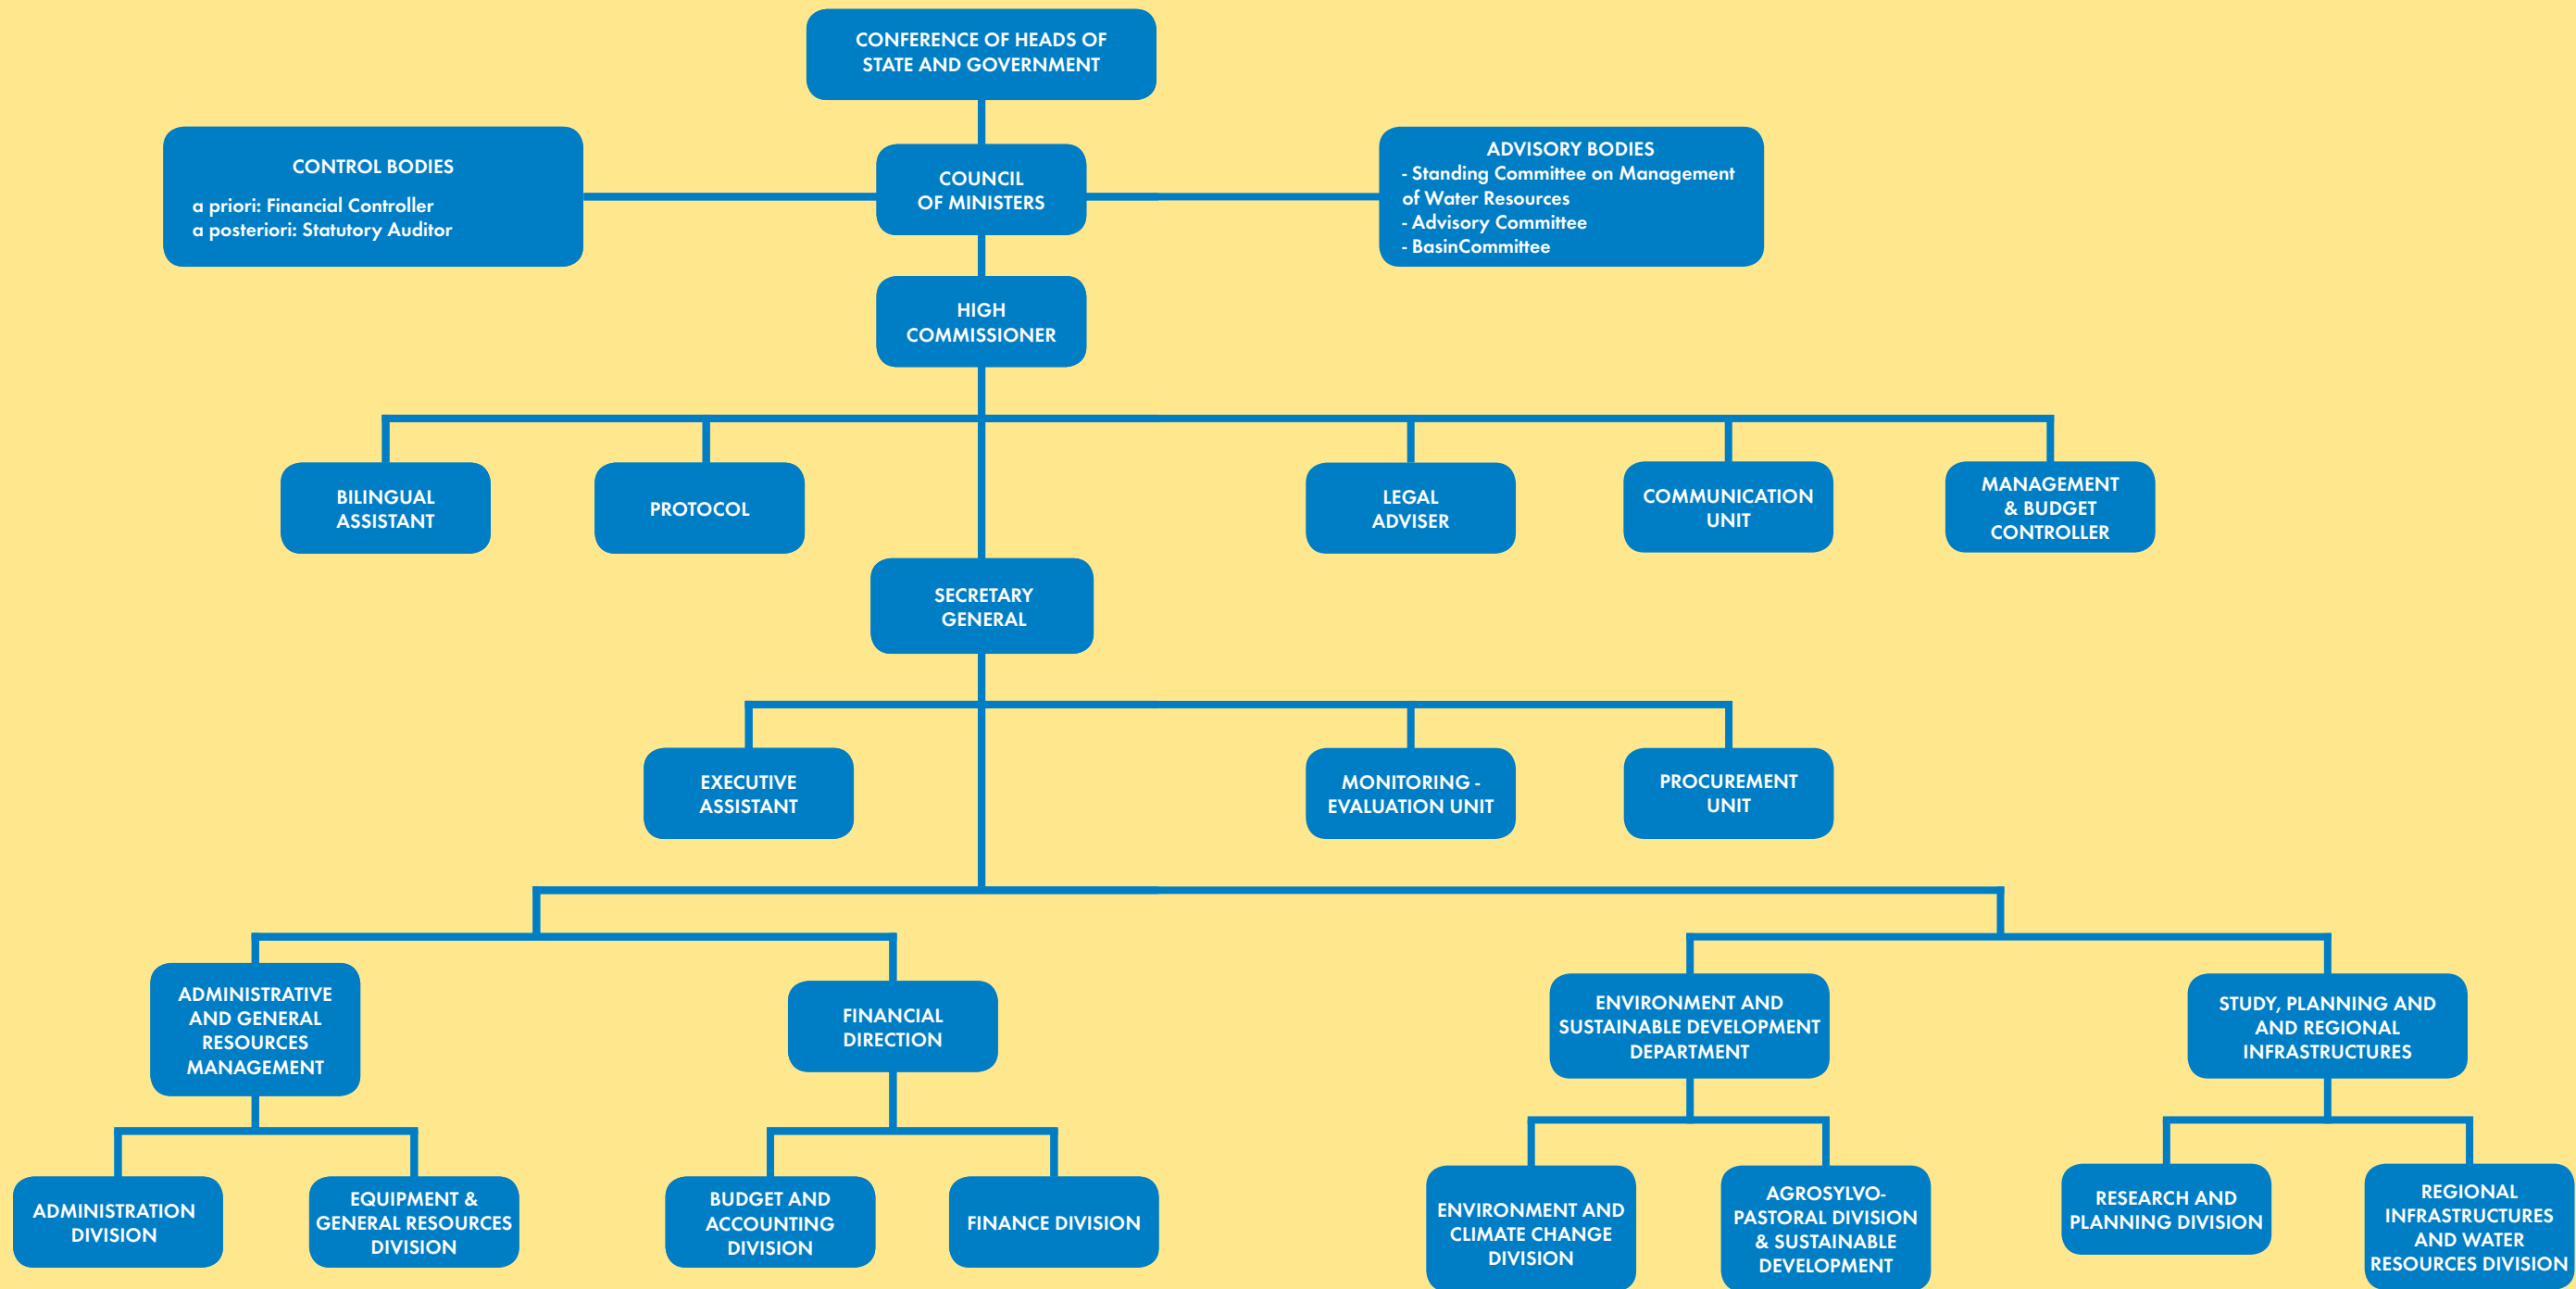 CONFERENCE OF HEADS OF
STATE AND GOVERNMENT
CONTROL BODIES
a priori: Financial Controller
a posteriori: Statutory Auditor
COUNCIL
OF MINISTERS
ADVISORY BODIES
- Standing Committee on Management
of Water Resources
- Advisory Committee
- BasinCommittee
HIGH
COMMISSIONER
BILINGUAL
ASSISTANT
PROTOCOL
LEGAL
ADVISER
COMMUNICATION
UNIT
MANAGEMENT
& BUDGET
CONTROLLER
SECRETARY
GENERAL
EXECUTIVE
ASSISTANT
MONITORING -
EVALUATION UNIT
PROCUREMENT
UNIT
ADMINISTRATIVE
AND GENERAL
RESOURCES
MANAGEMENT
FINANCIAL
DIRECTION
ENVIRONMENT AND
SUSTAINABLE DEVELOPMENT
DEPARTMENT
STUDY, PLANNING AND
AND REGIONAL
INFRASTRUCTURES
ADMINISTRATION
DIVISION
EQUIPMENT &
GENERAL RESOURCES
DIVISION
BUDGET AND
ACCOUNTING
DIVISION
FINANCE DIVISION
ENVIRONMENT AND
CLIMATE CHANGE
DIVISION
AGROSYLVO-
PASTORAL DIVISION
& SUSTAINABLE
DEVELOPMENT
RESEARCH AND
PLANNING DIVISION
REGIONAL
INFRASTRUCTURES
AND WATER
RESOURCES DIVISION